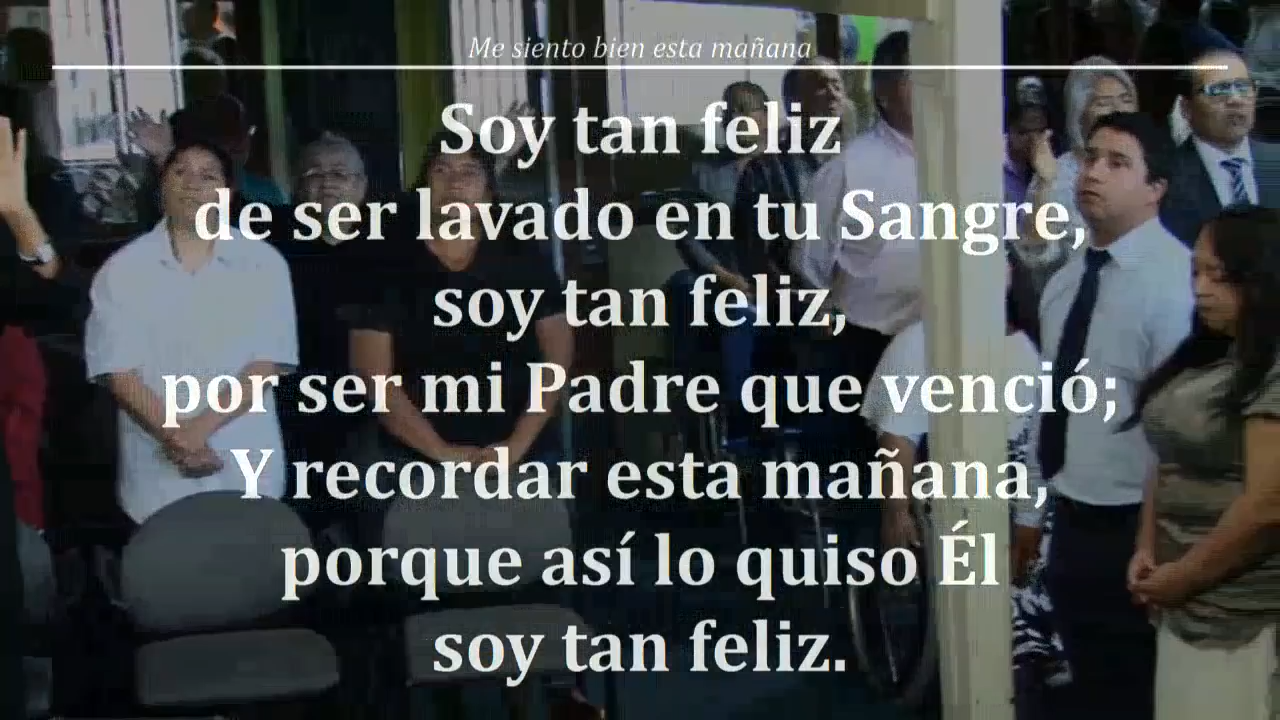 Me siento bien esta mañana
Soy tan feliz
de ser lavado en tu Sangre,
soy tan feliz,
por ser mi Padre que venció;
Y recordar esta mañana,
porque así lo quiso Él
soy tan feliz.